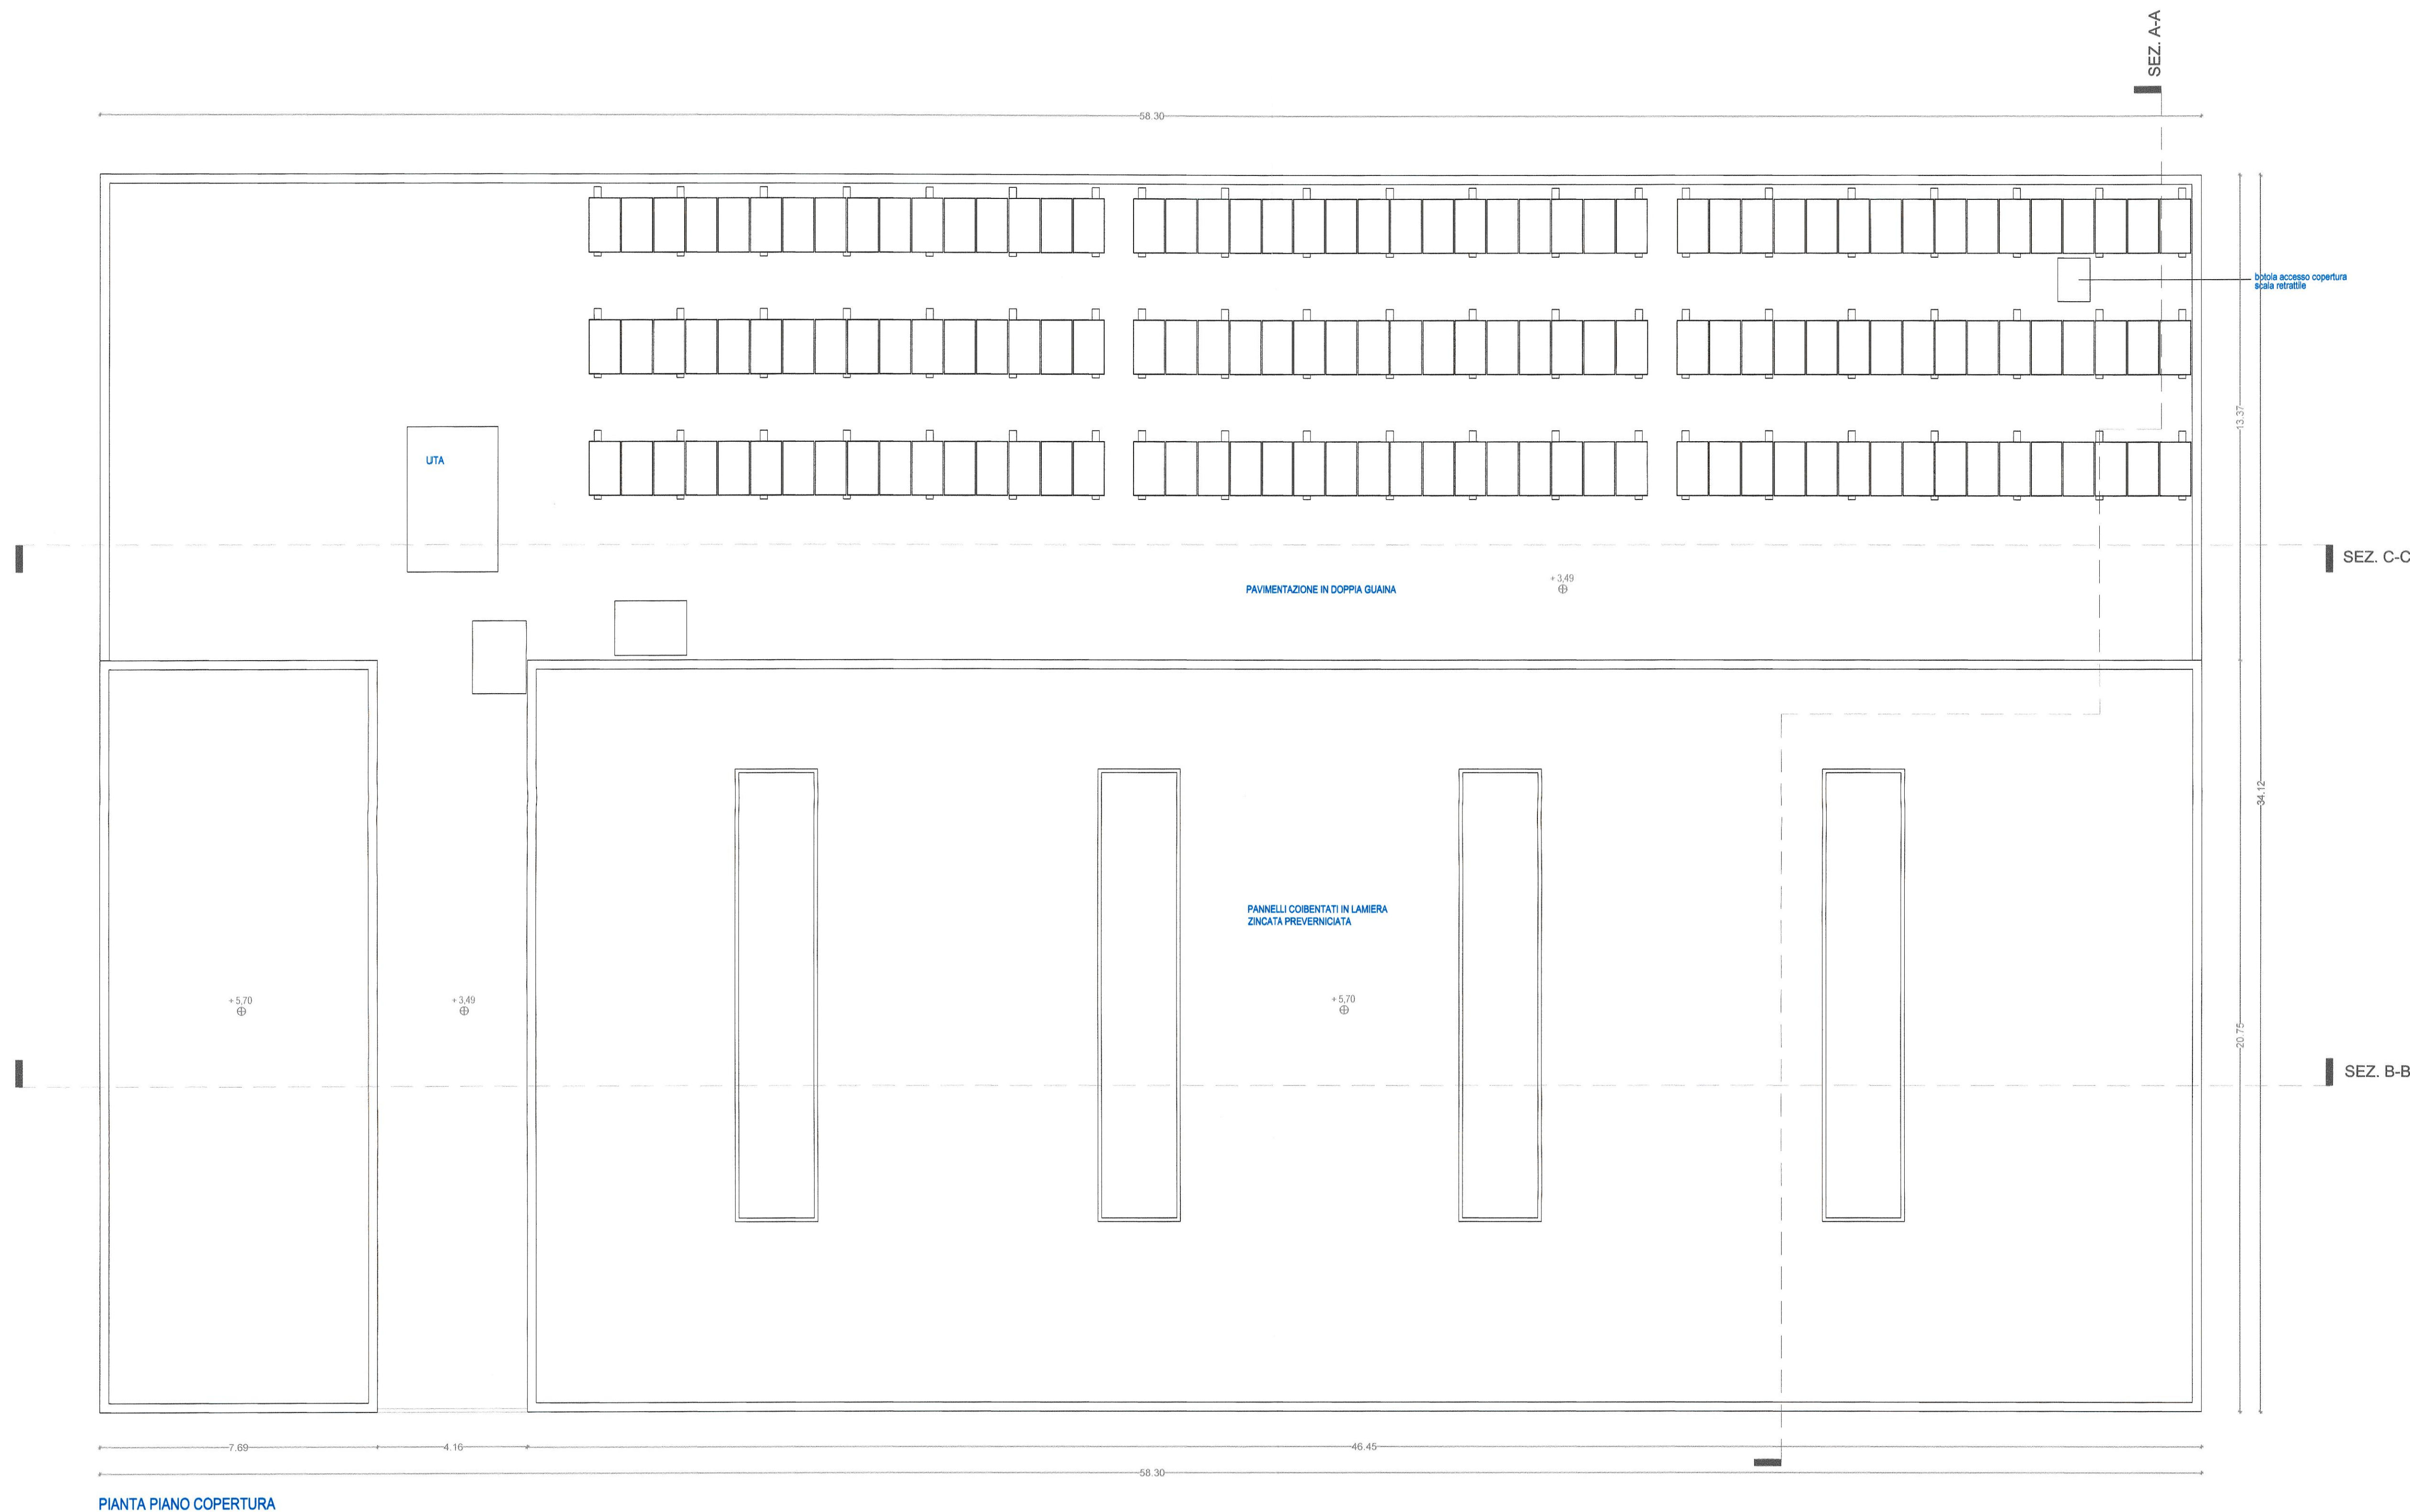 SEZ. A-A
58.30
botola accesso copertura
scala retrattile
13.37
UTA
SEZ. C-C
+ 3,49
PAVIMENTAZIONE IN DOPPIA GUAINA
34.12
PANNELLI COIBENTATI IN LAMIERA
ZINCATA PREVERNICIATA
+ 5,70
+ 3,49
+ 5,70
20.75
SEZ. B-B
7.69
4.16
46.45
58.30
PIANTA PIANO COPERTURA